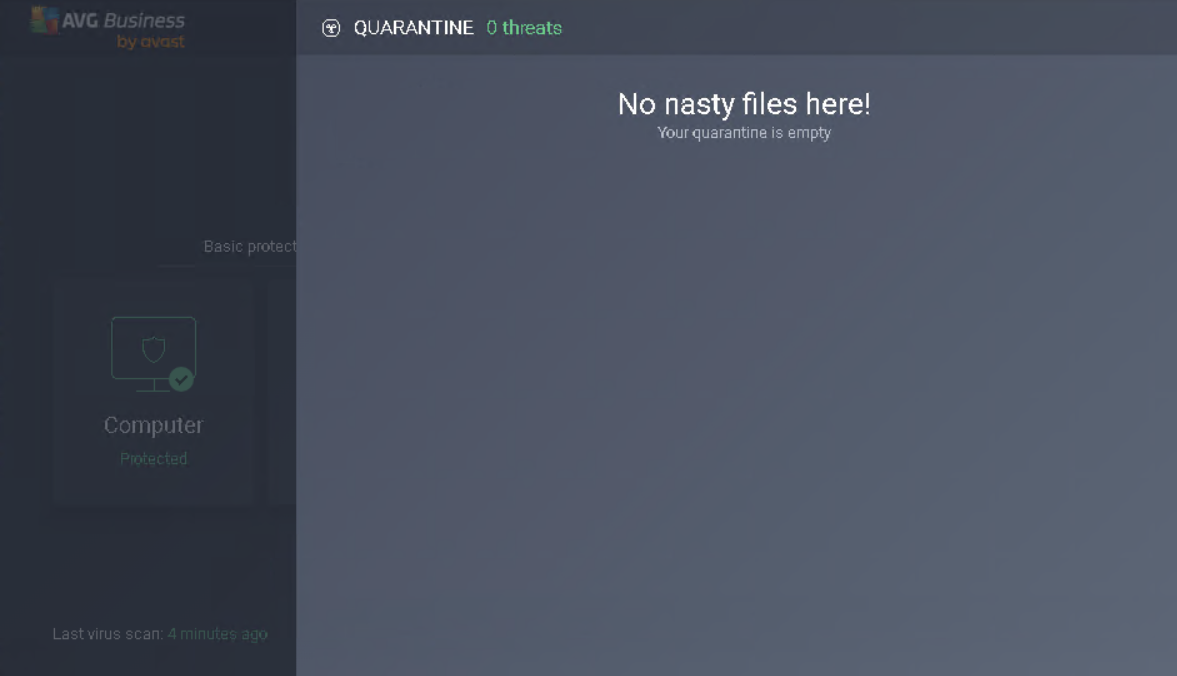 AVG Business
by avast
QUARANTINE 0 threats
No nasty files here!
Your quarantine is empty
Basic protect
Computer
Protected
Last virus scan: 4 minutes ago